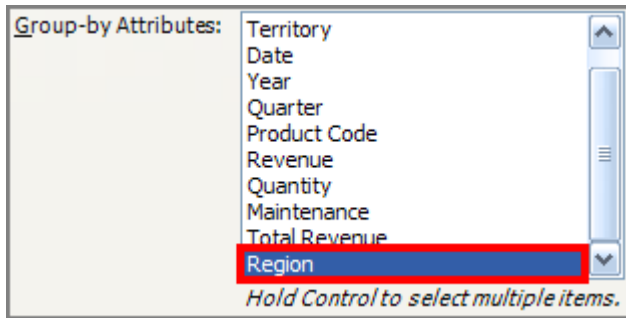 Group-by Attributes:
Territory
Date
Year
Quarter
Product Code
Revenue
Quantity
Maintenance
Total Revenue
Region
Hold Control to select multiple items.